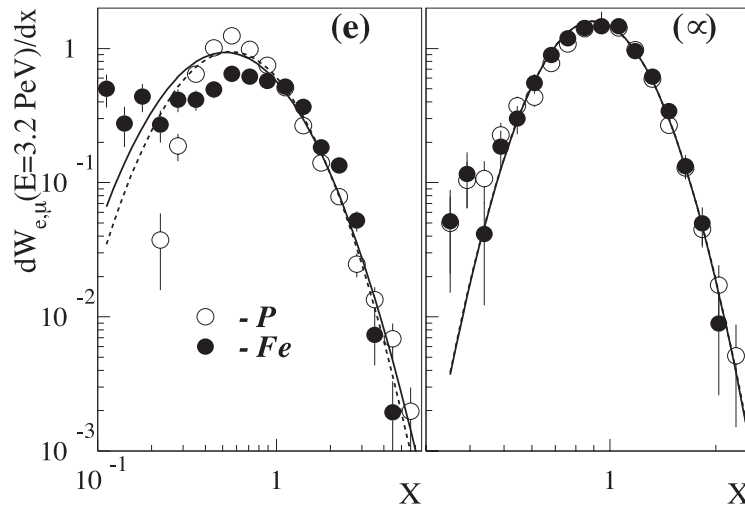 dW_{e,μ}(E=3.2 PeV)/dx
(e)
(∝)
1
10^{-1}
10^{-2}
10^{-3}
- P
- Fe
10^{-1}
1
X
1
X